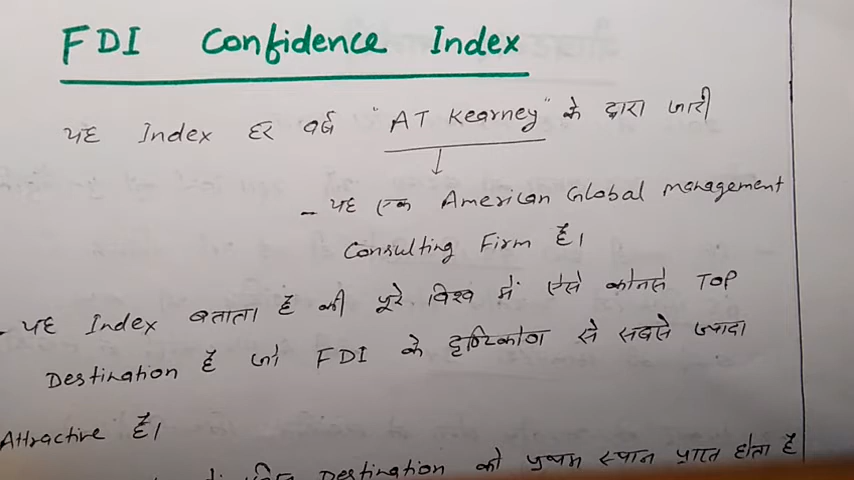 FDI Confidence Index
यह Index हर वर्ष "AT Kearney" के द्वारा जारी
- यह एक American Global management
Consulting Firm है।
- यह Index बताता है की पूरे विश्व में ऐसे कोनसे TOP
Destination है जो FDI के दृष्टिकोण से सबसे ज्यादा
Attractive है।
Destination को प्रथम स्थान प्राप्त होता है